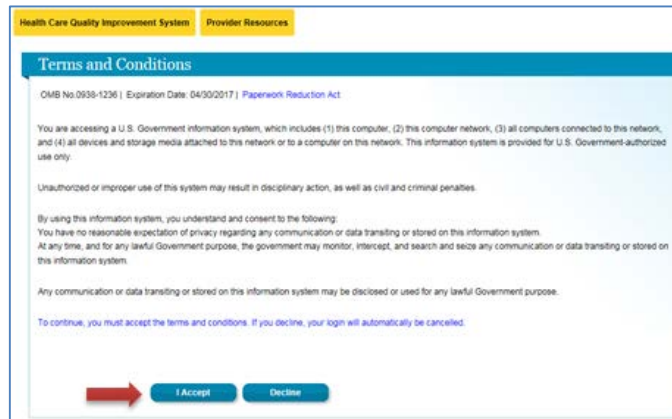 Health Care Quality Improvement System Provider Resources
Terms and Conditions
OMB No.0938-1236 | Expiration Date: 04/30/2017 | Paperwork Reduction Act
You are accessing a U.S. Government information system, which includes (1) this computer, (2) this computer network, (3) all computers connected to this network,
and (4) all devices and storage media attached to this network or to a computer on this network. This information system is provided for U.S. Government-authorized
use only.
Unauthorized or improper use of this system may result in disciplinary action, as well as civil and criminal penalties.
By using this information system, you understand and consent to the following:
You have no reasonable expectation of privacy regarding any communication or data transiting or stored on this information system.
At any time, and for any lawful Government purpose, the government may monitor, intercept, and search and seize any communication or data transiting or stored on
this information system.
Any communication or data transiting or stored on this information system may be disclosed or used for any lawful Government purpose.
To continue, you must accept the terms and conditions. If you decline, your login will automatically be cancelled.
I Accept Decline